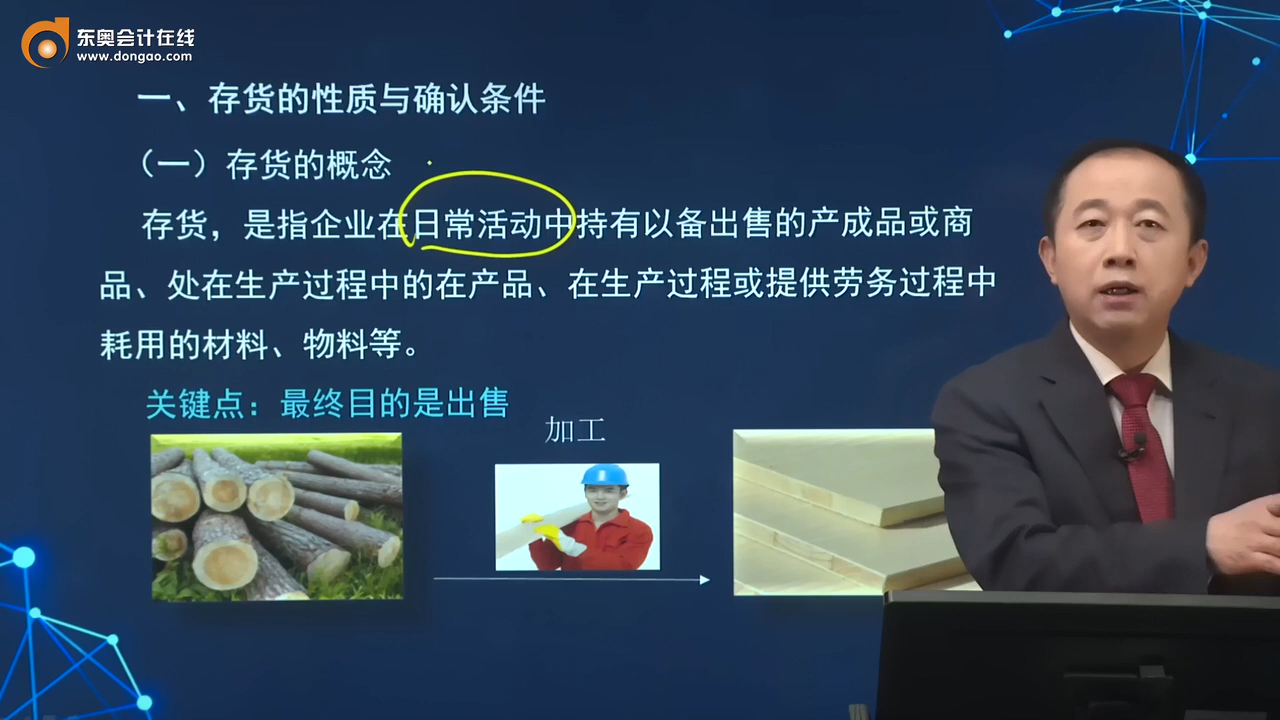 东奥会计在线
www.dongao.com
一、存货的性质与确认条件
（一）存货的概念
存货，是指企业在日常活动中持有以备出售的产成品或商
品、处在生产过程中的在产品、在生产过程或提供劳务过程中
耗用的材料、物料等。
关键点：最终目的是出售
加工